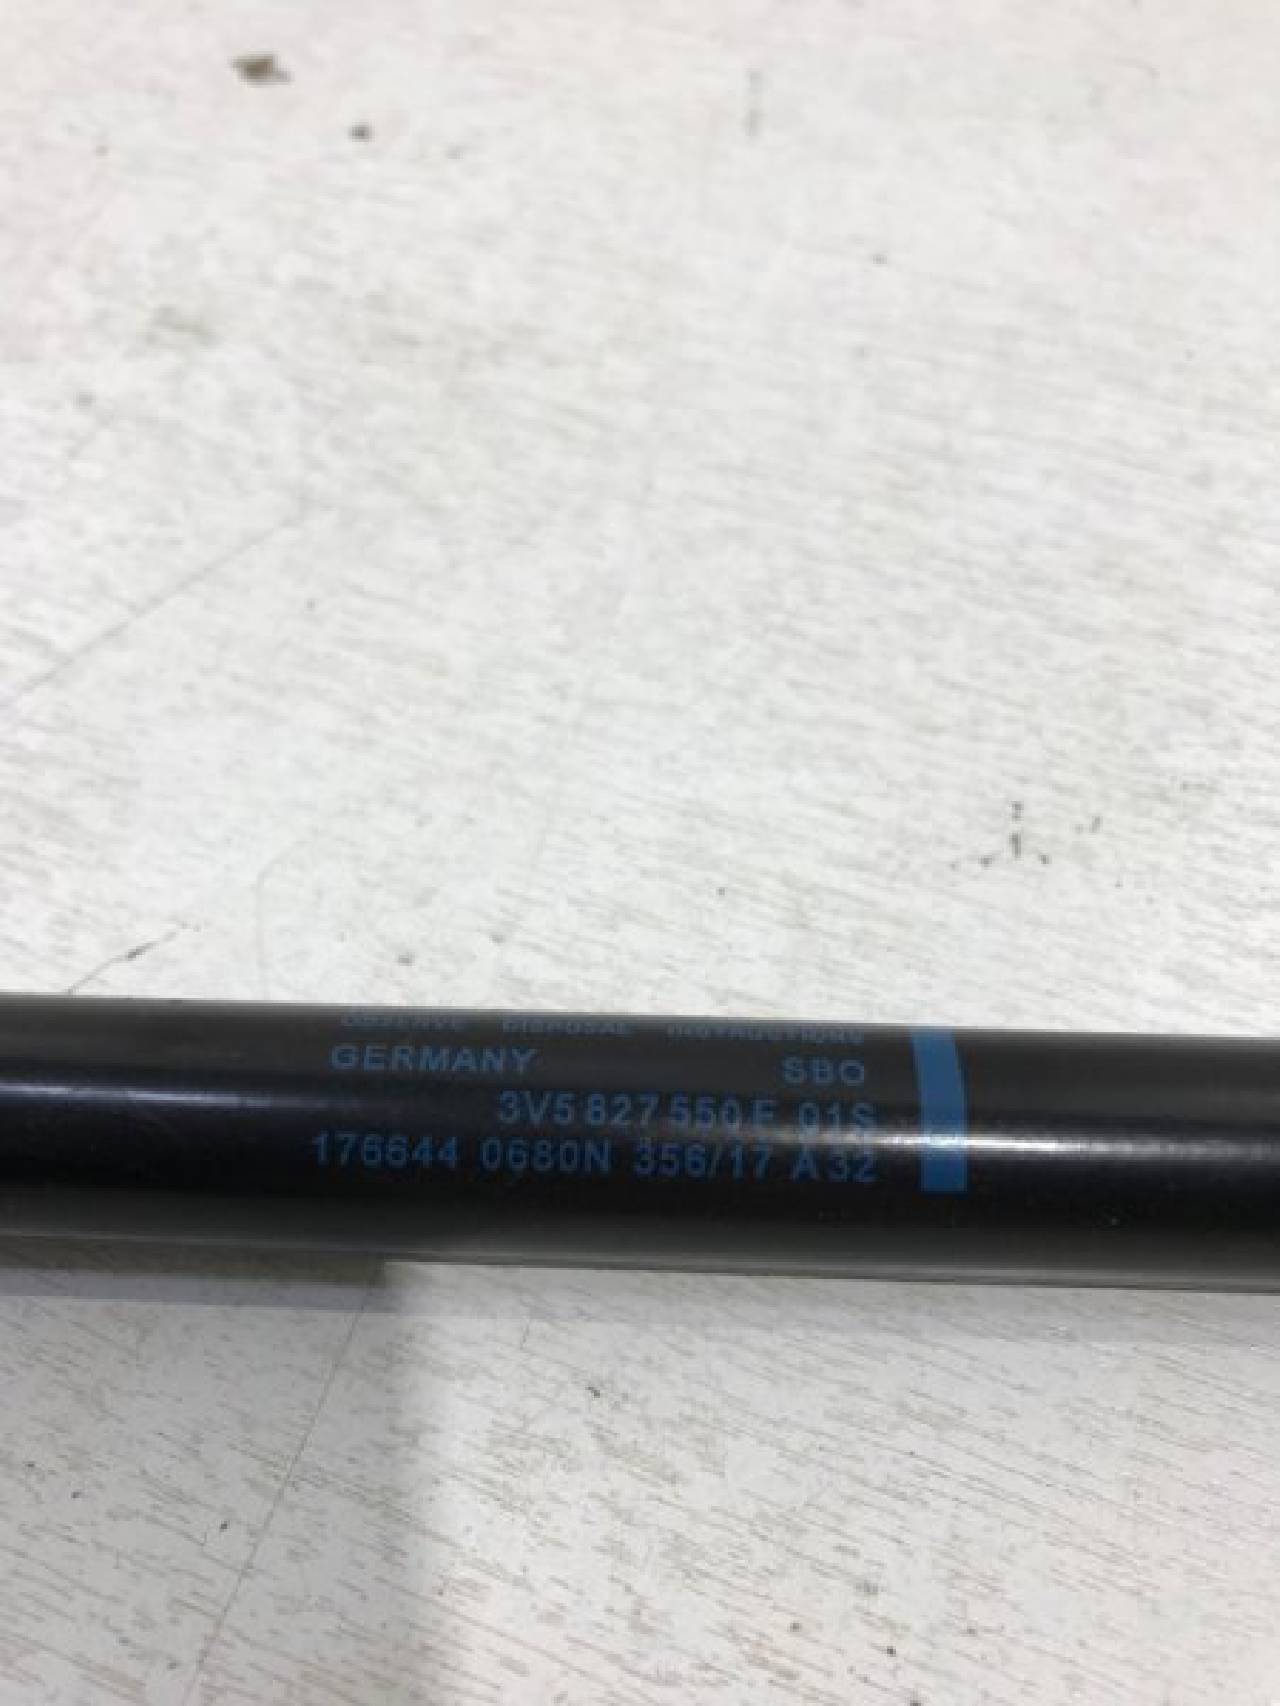 OBSERVE DISPOSAL INSTRUCTIONS
GERMANY SBO
3V5 827 550 F 01S
176644 0680N 356/17 A32